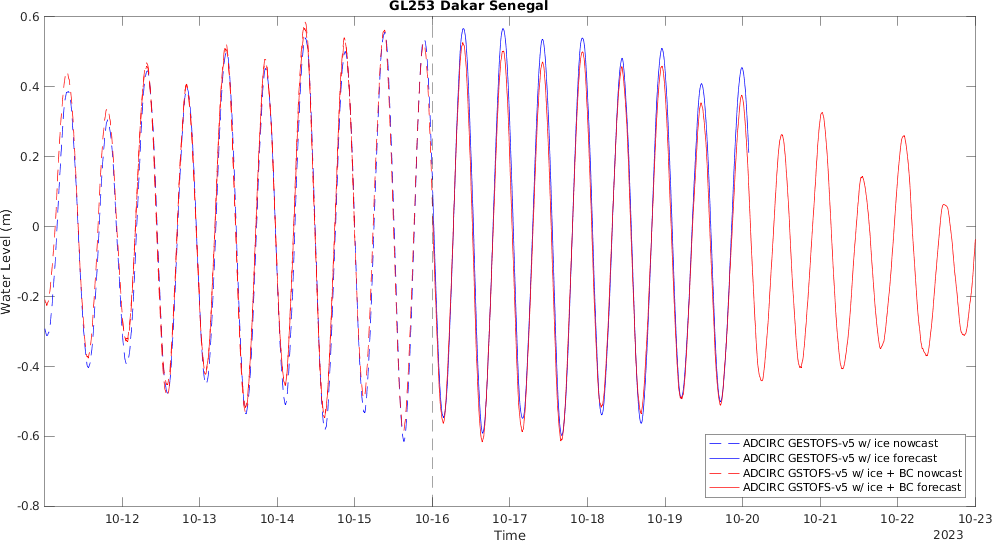 GL253 Dakar Senegal
0.6
0.4
0.2
0
-0.2
-0.4
-0.6
-0.8
Water Level (m)
ADCIRC GESTOFS-v5 w/ ice nowcast
ADCIRC GESTOFS-v5 w/ ice forecast
ADCIRC GSTOFS-v5 w/ ice + BC nowcast
ADCIRC GSTOFS-v5 w/ ice + BC forecast
10-12 10-13 10-14 10-15 10-16 10-17 10-18 10-19 10-20 10-21 10-22 10-23
Time
2023